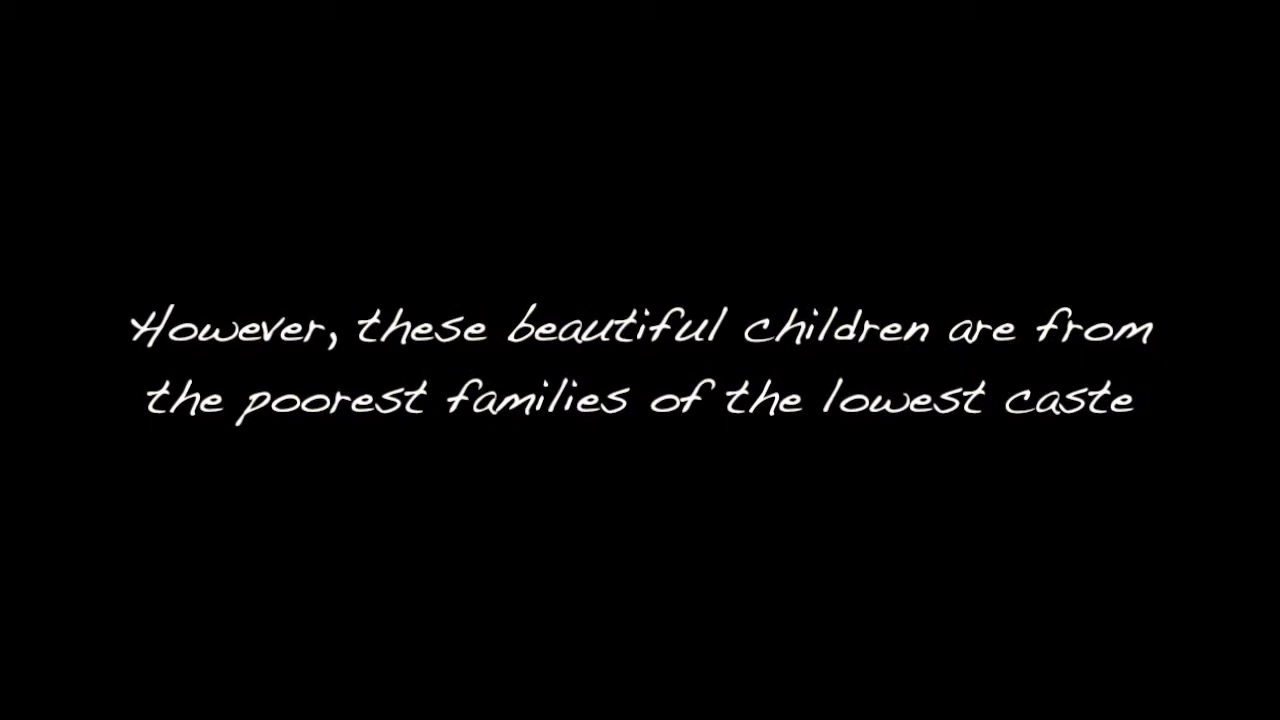 However, these beautiful children are from
the poorest families of the lowest caste